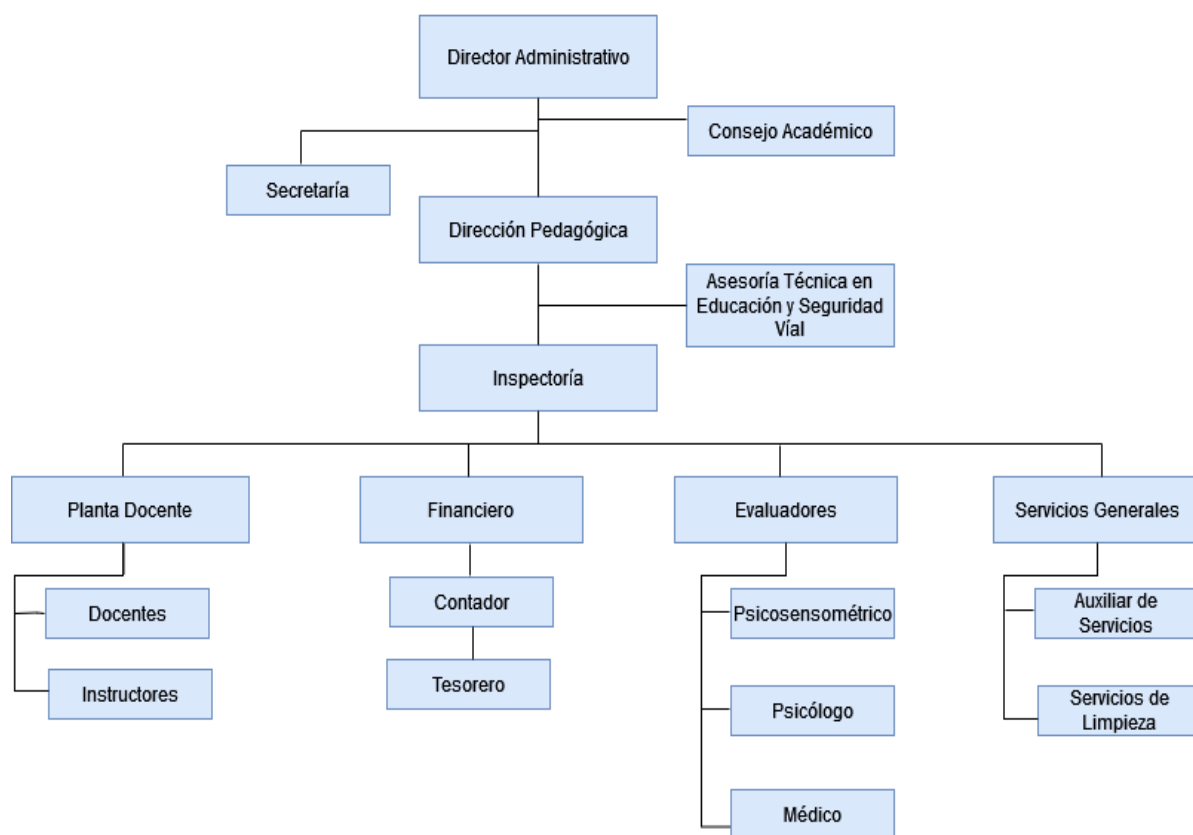 Director Administrativo
Consejo Académico
Secretaría
Dirección Pedagógica
Asesoría Técnica en
Educación y Seguridad
Víal
Inspectoría
Planta Docente
Financiero
Evaluadores
Servicios Generales
Docentes
Contador
Psicosensométrico
Auxiliar de
Servicios
Instructores
Tesorero
Psicólogo
Servicios de
Limpieza
Médico